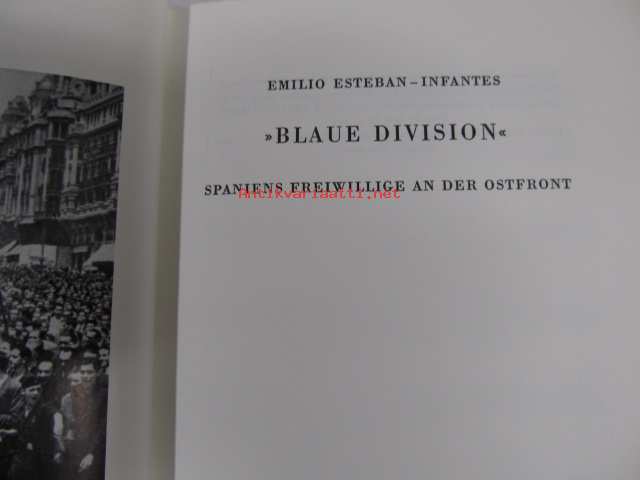 EMILIO ESTEBAN–INFANTES
»BLAUE DIVISION«
SPANIENS FREIWILLIGE AN DER OSTFRONT
Antikvariaatti.net